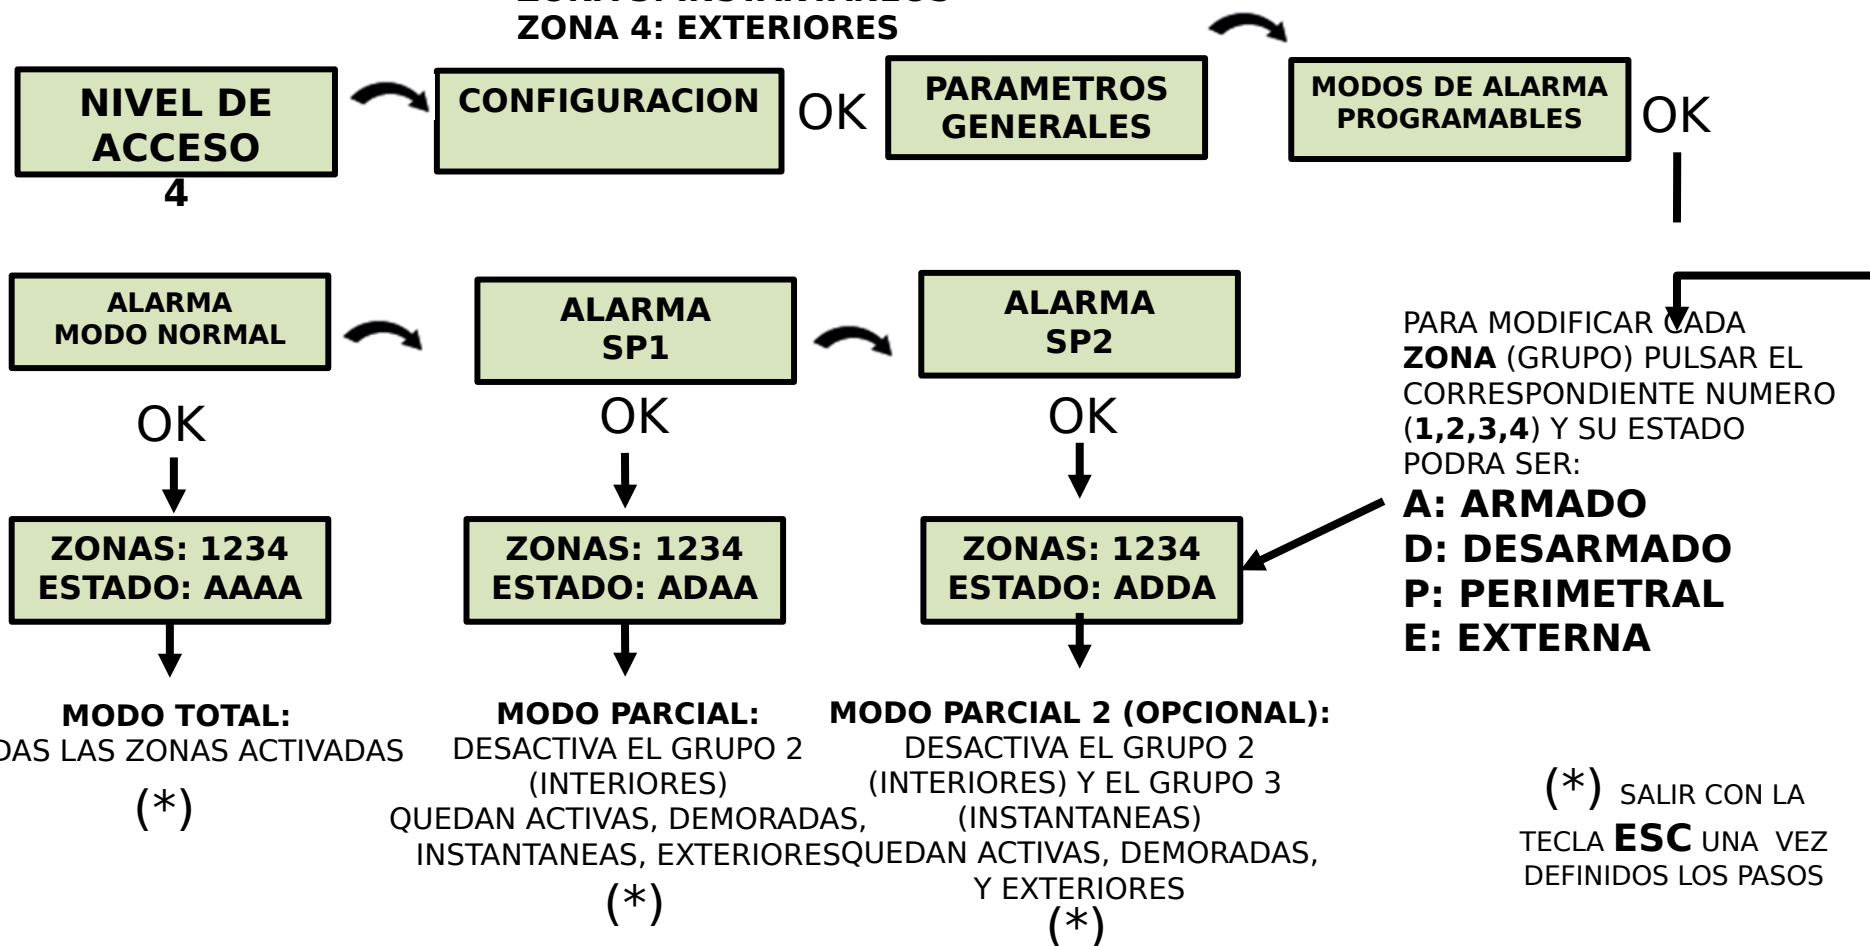 ZONA 4: EXTERIORES
NIVEL DE
ACCESO
4
CONFIGURACION
OK
PARAMETROS
GENERALES
MODOS DE ALARMA
PROGRAMABLES
OK
ALARMA
MODO NORMAL
ALARMA
SP1
ALARMA
SP2
OK
OK
OK
ZONAS: 1234
ESTADO: AAAA
ZONAS: 1234
ESTADO: ADAA
ZONAS: 1234
ESTADO: ADDA
PARA MODIFICAR CADA
ZONA (GRUPO) PULSAR EL
CORRESPONDIENTE NUMERO
(1,2,3,4) Y SU ESTADO
PODRA SER:
A: ARMADO
D: DESARMADO
P: PERIMETRAL
E: EXTERNA
MODO TOTAL:
LAS ZONAS ACTIVADAS
(*)
MODO PARCIAL:
DESACTIVA EL GRUPO 2
(INTERIORES)
QUEDAN ACTIVAS, DEMORADAS,
INSTANTANEAS, EXTERIORES
(*)
MODO PARCIAL 2 (OPCIONAL):
DESACTIVA EL GRUPO 2
(INTERIORES) Y EL GRUPO 3
(INSTANTANEAS)
QUEDAN ACTIVAS, DEMORADAS,
Y EXTERIORES
(*)
(*) SALIR CON LA
TECLA ESC UNA VEZ
DEFINIDOS LOS PASOS